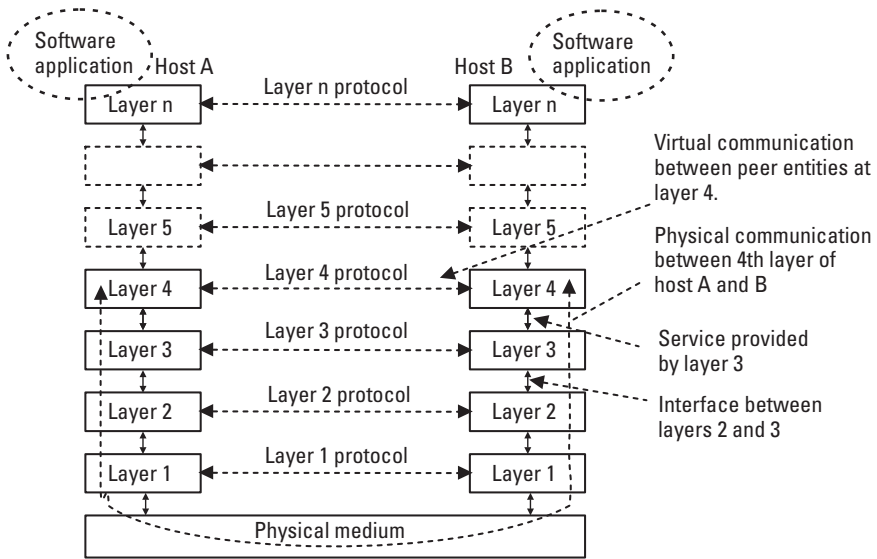 Software
application
Host A
Host B
Software
application
Layer n
Layer n protocol
Layer n
Layer 5
Layer 5 protocol
Layer 5
Layer 4
Layer 4 protocol
Layer 4
Layer 3
Layer 3 protocol
Layer 3
Layer 2
Layer 2 protocol
Layer 2
Layer 1
Layer 1 protocol
Layer 1
Physical medium
Virtual communication
between peer entities at
layer 4.
Physical communication
between 4th layer of
host A and B
Service provided
by layer 3
Interface between
layers 2 and 3